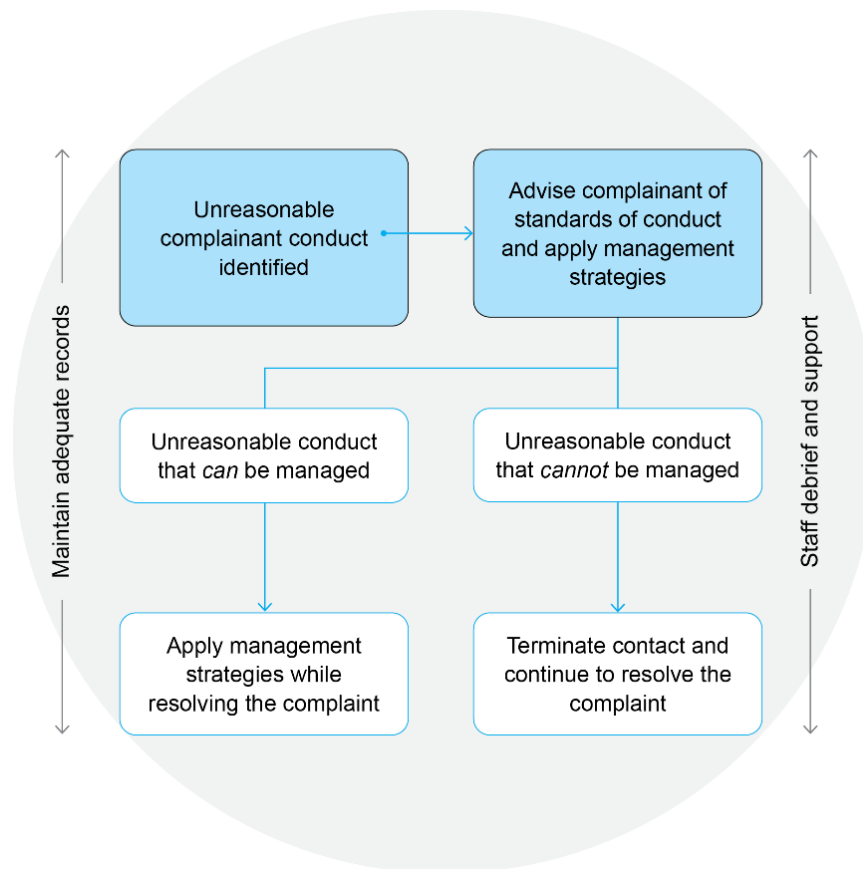 Unreasonable
complainant conduct
identified
Advise complainant of
standards of conduct
and apply management
strategies
Maintain adequate records
Staff debrief and support
Unreasonable conduct
that can be managed
Unreasonable conduct
that cannot be managed
Apply management
strategies while
resolving the complaint
Terminate contact and
continue to resolve the
complaint